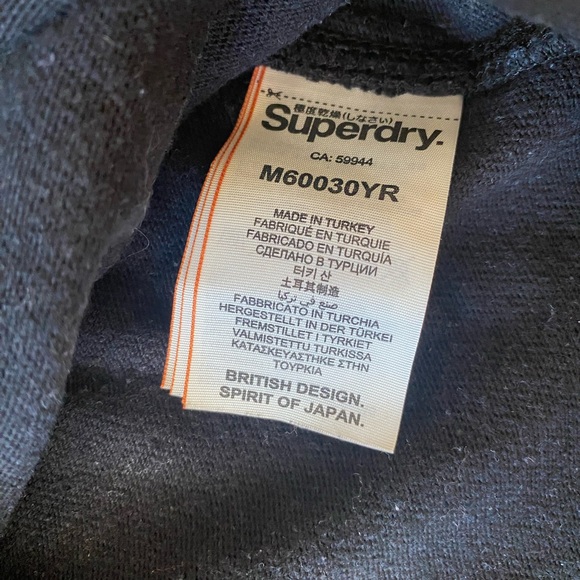 極度乾燥(しなさい)
Superdry.
CA: 59944
M60030YR
MADE IN TURKEY
FABRIQUÉ EN TURQUIE
FABRICADO EN TURQUÍA
СДЕЛАНО В ТУРЦИИ
터키 산
土耳其制造
صنع في تركيا
FABBRICATO IN TURCHIA
HERGESTELLT IN DER TÜRKEI
FREMSTILLET I TYRKIET
VALMISTETTU TURKISSA
ΚΑΤΑΣΚΕΥΑΣΤΗΚΕ ΣΤΗΝ
ΤΟΥΡΚΙΑ
BRITISH DESIGN.
SPIRIT OF JAPAN.